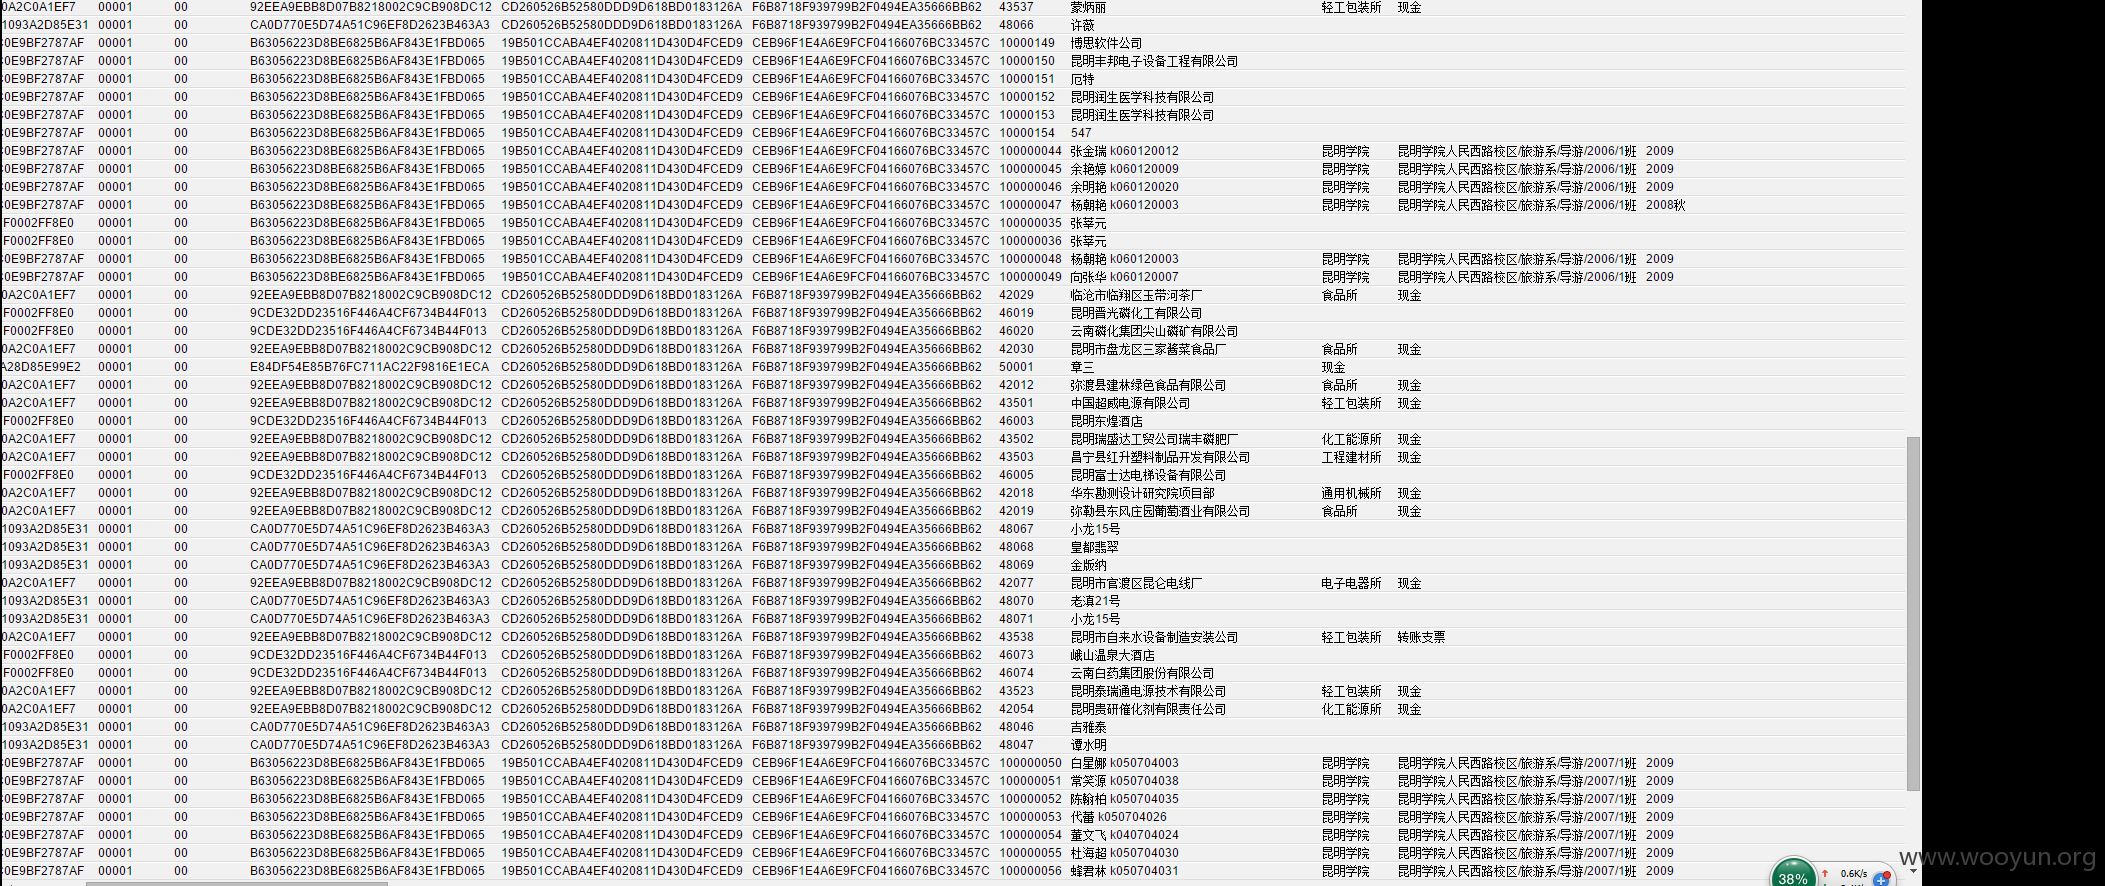 0A2C0A1EF7 00001 00 92EEA9EBB8D07B8218002C9CB908DC12 CD260526B52580DDD9D618BD0183126A F6B8718F939799B2F0494EA35666BB62 43537 蒙炳丽 轻工包装所 现金
1093A2D85E31 00001 00 CA0D770E5D74A51C96EF8D2623B463A3 CD260526B52580DDD9D618BD0183126A F6B8718F939799B2F0494EA35666BB62 48066 许薇
0E9BF2787AF 00001 00 B63056223D8BE6825B6AF843E1FBD065 19B501CCABA4EF4020811D430D4FCED9 CEB96F1E4A6E9FCF04166076BC33457C 10000149 博思软件公司
0E9BF2787AF 00001 00 B63056223D8BE6825B6AF843E1FBD065 19B501CCABA4EF4020811D430D4FCED9 CEB96F1E4A6E9FCF04166076BC33457C 10000150 昆明丰邦电子设备工程有限公司
0E9BF2787AF 00001 00 B63056223D8BE6825B6AF843E1FBD065 19B501CCABA4EF4020811D430D4FCED9 CEB96F1E4A6E9FCF04166076BC33457C 10000151 厄特
0E9BF2787AF 00001 00 B63056223D8BE6825B6AF843E1FBD065 19B501CCABA4EF4020811D430D4FCED9 CEB96F1E4A6E9FCF04166076BC33457C 10000152 昆明润生医学科技有限公司
0E9BF2787AF 00001 00 B63056223D8BE6825B6AF843E1FBD065 19B501CCABA4EF4020811D430D4FCED9 CEB96F1E4A6E9FCF04166076BC33457C 10000153 昆明润生医学科技有限公司
0E9BF2787AF 00001 00 B63056223D8BE6825B6AF843E1FBD065 19B501CCABA4EF4020811D430D4FCED9 CEB96F1E4A6E9FCF04166076BC33457C 10000154 547
0E9BF2787AF 00001 00 B63056223D8BE6825B6AF843E1FBD065 19B501CCABA4EF4020811D430D4FCED9 CEB96F1E4A6E9FCF04166076BC33457C 100000044 张金瑞 k060120012 昆明学院 昆明学院人民西路校区/旅游系/导游/2006/1班 2009
0E9BF2787AF 00001 00 B63056223D8BE6825B6AF843E1FBD065 19B501CCABA4EF4020811D430D4FCED9 CEB96F1E4A6E9FCF04166076BC33457C 100000045 余艳婷 k060120009 昆明学院 昆明学院人民西路校区/旅游系/导游/2006/1班 2009
0E9BF2787AF 00001 00 B63056223D8BE6825B6AF843E1FBD065 19B501CCABA4EF4020811D430D4FCED9 CEB96F1E4A6E9FCF04166076BC33457C 100000046 余明艳 k060120020 昆明学院 昆明学院人民西路校区/旅游系/导游/2006/1班 2009
0E9BF2787AF 00001 00 B63056223D8BE6825B6AF843E1FBD065 19B501CCABA4EF4020811D430D4FCED9 CEB96F1E4A6E9FCF04166076BC33457C 100000047 杨朝艳 k060120003 昆明学院 昆明学院人民西路校区/旅游系/导游/2006/1班 2008秋
F0002FF8E0 00001 00 B63056223D8BE6825B6AF843E1FBD065 19B501CCABA4EF4020811D430D4FCED9 CEB96F1E4A6E9FCF04166076BC33457C 100000035 张莘元
F0002FF8E0 00001 00 B63056223D8BE6825B6AF843E1FBD065 19B501CCABA4EF4020811D430D4FCED9 CEB96F1E4A6E9FCF04166076BC33457C 100000036 张莘元
0E9BF2787AF 00001 00 B63056223D8BE6825B6AF843E1FBD065 19B501CCABA4EF4020811D430D4FCED9 CEB96F1E4A6E9FCF04166076BC33457C 100000048 杨朝艳 k060120003 昆明学院 昆明学院人民西路校区/旅游系/导游/2006/1班 2009
0E9BF2787AF 00001 00 B63056223D8BE6825B6AF843E1FBD065 19B501CCABA4EF4020811D430D4FCED9 CEB96F1E4A6E9FCF04166076BC33457C 100000049 向张华 k060120007 昆明学院 昆明学院人民西路校区/旅游系/导游/2006/1班 2009
0A2C0A1EF7 00001 00 92EEA9EBB8D07B8218002C9CB908DC12 CD260526B52580DDD9D618BD0183126A F6B8718F939799B2F0494EA35666BB62 42029 临沧市临翔区玉带河茶厂 食品所 现金
F0002FF8E0 00001 00 9CDE32DD23516F446A4CF6734B44F013 CD260526B52580DDD9D618BD0183126A F6B8718F939799B2F0494EA35666BB62 46019 昆明晋光磷化工有限公司
F0002FF8E0 00001 00 9CDE32DD23516F446A4CF6734B44F013 CD260526B52580DDD9D618BD0183126A F6B8718F939799B2F0494EA35666BB62 46020 云南磷化集团尖山磷矿有限公司
0A2C0A1EF7 00001 00 92EEA9EBB8D07B8218002C9CB908DC12 CD260526B52580DDD9D618BD0183126A F6B8718F939799B2F0494EA35666BB62 42030 昆明市盘龙区三家酱菜食品厂 食品所 现金
A28D85E99E2 00001 00 E84DF54E85B76FC711AC22F9816E1ECA CD260526B52580DDD9D618BD0183126A F6B8718F939799B2F0494EA35666BB62 50001 章三 现金
0A2C0A1EF7 00001 00 92EEA9EBB8D07B8218002C9CB908DC12 CD260526B52580DDD9D618BD0183126A F6B8718F939799B2F0494EA35666BB62 42012 弥渡县建林绿色食品有限公司 食品所 现金
0A2C0A1EF7 00001 00 92EEA9EBB8D07B8218002C9CB908DC12 CD260526B52580DDD9D618BD0183126A F6B8718F939799B2F0494EA35666BB62 43501 中国超威电源有限公司 轻工包装所 现金
F0002FF8E0 00001 00 9CDE32DD23516F446A4CF6734B44F013 CD260526B52580DDD9D618BD0183126A F6B8718F939799B2F0494EA35666BB62 46003 昆明东煌酒店
0A2C0A1EF7 00001 00 92EEA9EBB8D07B8218002C9CB908DC12 CD260526B52580DDD9D618BD0183126A F6B8718F939799B2F0494EA35666BB62 43502 昆明瑞盛达工贸公司瑞丰磷肥厂 化工能源所 现金
0A2C0A1EF7 00001 00 92EEA9EBB8D07B8218002C9CB908DC12 CD260526B52580DDD9D618BD0183126A F6B8718F939799B2F0494EA35666BB62 43503 昌宁县红升塑料制品开发有限公司 工程建材所 现金
F0002FF8E0 00001 00 9CDE32DD23516F446A4CF6734B44F013 CD260526B52580DDD9D618BD0183126A F6B8718F939799B2F0494EA35666BB62 46005 昆明富士达电梯设备有限公司
0A2C0A1EF7 00001 00 92EEA9EBB8D07B8218002C9CB908DC12 CD260526B52580DDD9D618BD0183126A F6B8718F939799B2F0494EA35666BB62 42018 华东勘测设计研究院项目部 通用机械所 现金
0A2C0A1EF7 00001 00 92EEA9EBB8D07B8218002C9CB908DC12 CD260526B52580DDD9D618BD0183126A F6B8718F939799B2F0494EA35666BB62 42019 弥勒县东风庄园葡萄酒业有限公司 食品所 现金
1093A2D85E31 00001 00 CA0D770E5D74A51C96EF8D2623B463A3 CD260526B52580DDD9D618BD0183126A F6B8718F939799B2F0494EA35666BB62 48067 小龙15号
1093A2D85E31 00001 00 CA0D770E5D74A51C96EF8D2623B463A3 CD260526B52580DDD9D618BD0183126A F6B8718F939799B2F0494EA35666BB62 48068 皇都翡翠
1093A2D85E31 00001 00 CA0D770E5D74A51C96EF8D2623B463A3 CD260526B52580DDD9D618BD0183126A F6B8718F939799B2F0494EA35666BB62 48069 金版纳
0A2C0A1EF7 00001 00 92EEA9EBB8D07B8218002C9CB908DC12 CD260526B52580DDD9D618BD0183126A F6B8718F939799B2F0494EA35666BB62 42077 昆明市官渡区昆仑电线厂 电子电器所 现金
1093A2D85E31 00001 00 CA0D770E5D74A51C96EF8D2623B463A3 CD260526B52580DDD9D618BD0183126A F6B8718F939799B2F0494EA35666BB62 48070 老滇21号
1093A2D85E31 00001 00 CA0D770E5D74A51C96EF8D2623B463A3 CD260526B52580DDD9D618BD0183126A F6B8718F939799B2F0494EA35666BB62 48071 小龙15号
0A2C0A1EF7 00001 00 92EEA9EBB8D07B8218002C9CB908DC12 CD260526B52580DDD9D618BD0183126A F6B8718F939799B2F0494EA35666BB62 43538 昆明市自来水设备制造安装公司 轻工包装所 转账支票
F0002FF8E0 00001 00 9CDE32DD23516F446A4CF6734B44F013 CD260526B52580DDD9D618BD0183126A F6B8718F939799B2F0494EA35666BB62 46073 峨山温泉大酒店
F0002FF8E0 00001 00 9CDE32DD23516F446A4CF6734B44F013 CD260526B52580DDD9D618BD0183126A F6B8718F939799B2F0494EA35666BB62 46074 云南白药集团股份有限公司
0A2C0A1EF7 00001 00 92EEA9EBB8D07B8218002C9CB908DC12 CD260526B52580DDD9D618BD0183126A F6B8718F939799B2F0494EA35666BB62 43523 昆明泰瑞通电源技术有限公司 轻工包装所 现金
0A2C0A1EF7 00001 00 92EEA9EBB8D07B8218002C9CB908DC12 CD260526B52580DDD9D618BD0183126A F6B8718F939799B2F0494EA35666BB62 42054 昆明贵研催化剂有限责任公司 化工能源所 现金
1093A2D85E31 00001 00 CA0D770E5D74A51C96EF8D2623B463A3 CD260526B52580DDD9D618BD0183126A F6B8718F939799B2F0494EA35666BB62 48046 吉雅泰
1093A2D85E31 00001 00 CA0D770E5D74A51C96EF8D2623B463A3 CD260526B52580DDD9D618BD0183126A F6B8718F939799B2F0494EA35666BB62 48047 谭水明
0E9BF2787AF 00001 00 B63056223D8BE6825B6AF843E1FBD065 19B501CCABA4EF4020811D430D4FCED9 CEB96F1E4A6E9FCF04166076BC33457C 100000050 白星娜 k050704003 昆明学院 昆明学院人民西路校区/旅游系/导游/2007/1班 2009
0E9BF2787AF 00001 00 B63056223D8BE6825B6AF843E1FBD065 19B501CCABA4EF4020811D430D4FCED9 CEB96F1E4A6E9FCF04166076BC33457C 100000051 常笑源 k050704038 昆明学院 昆明学院人民西路校区/旅游系/导游/2007/1班 2009
0E9BF2787AF 00001 00 B63056223D8BE6825B6AF843E1FBD065 19B501CCABA4EF4020811D430D4FCED9 CEB96F1E4A6E9FCF04166076BC33457C 100000052 陈翰柏 k050704035 昆明学院 昆明学院人民西路校区/旅游系/导游/2007/1班 2009
0E9BF2787AF 00001 00 B63056223D8BE6825B6AF843E1FBD065 19B501CCABA4EF4020811D430D4FCED9 CEB96F1E4A6E9FCF04166076BC33457C 100000053 代蕾 k050704026 昆明学院 昆明学院人民西路校区/旅游系/导游/2007/1班 2009
0E9BF2787AF 00001 00 B63056223D8BE6825B6AF843E1FBD065 19B501CCABA4EF4020811D430D4FCED9 CEB96F1E4A6E9FCF04166076BC33457C 100000054 董文飞 k040704024 昆明学院 昆明学院人民西路校区/旅游系/导游/2007/1班 2009
0E9BF2787AF 00001 00 B63056223D8BE6825B6AF843E1FBD065 19B501CCABA4EF4020811D430D4FCED9 CEB96F1E4A6E9FCF04166076BC33457C 100000055 杜海超 k050704030 昆明学院 昆明学院人民西路校区/旅游系/导游/2007/1班 2009
0E9BF2787AF 00001 00 B63056223D8BE6825B6AF843E1FBD065 19B501CCABA4EF4020811D430D4FCED9 CEB96F1E4A6E9FCF04166076BC33457C 100000056 蜂君林 k050704031 昆明学院 昆明学院人民西路校区/旅游系/导游/2007/1班 2009
www.wooyun.org
38% 0.6K/s